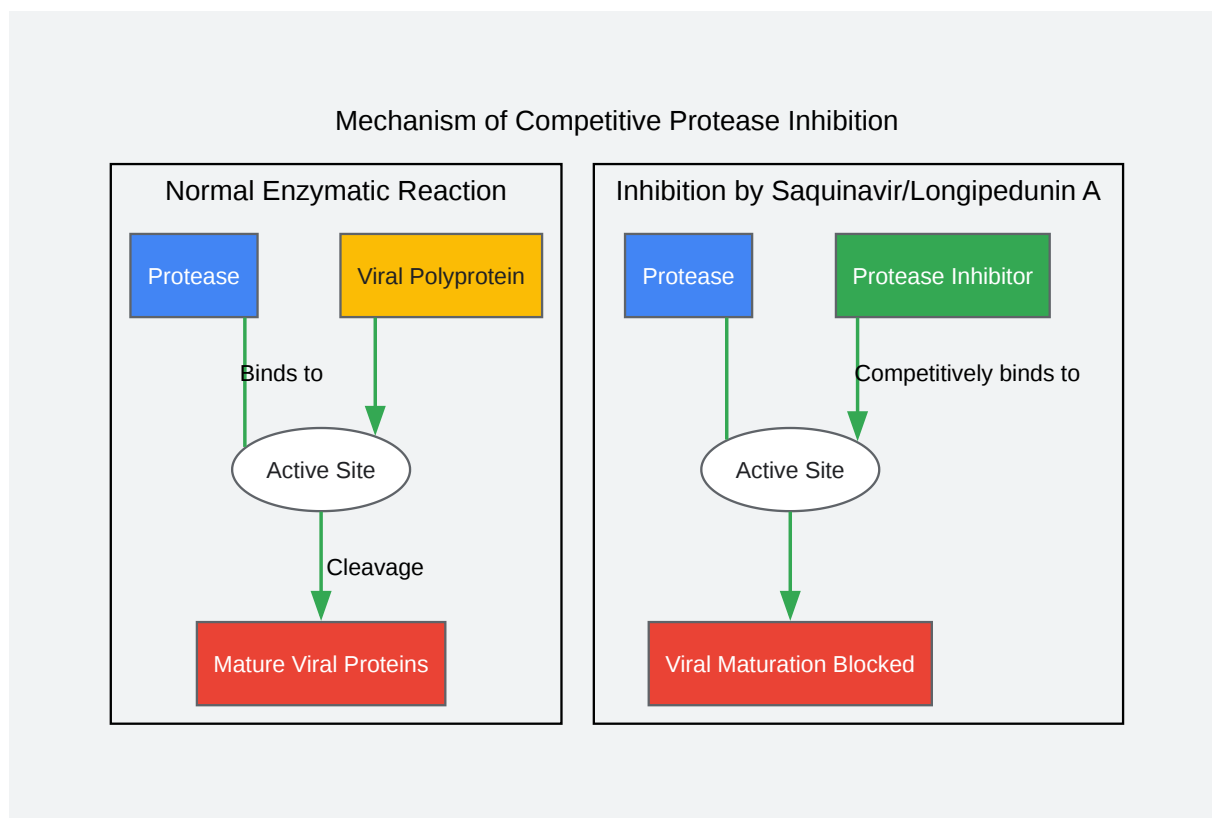 Mechanism of Competitive Protease Inhibition
Normal Enzymatic Reaction
Protease
Viral Polyprotein
Binds to
Active Site
Cleavage
Mature Viral Proteins
Inhibition by Saquinavir/Longipedunin A
Protease
Protease Inhibitor
Competitively binds to
Active Site
Viral Maturation Blocked